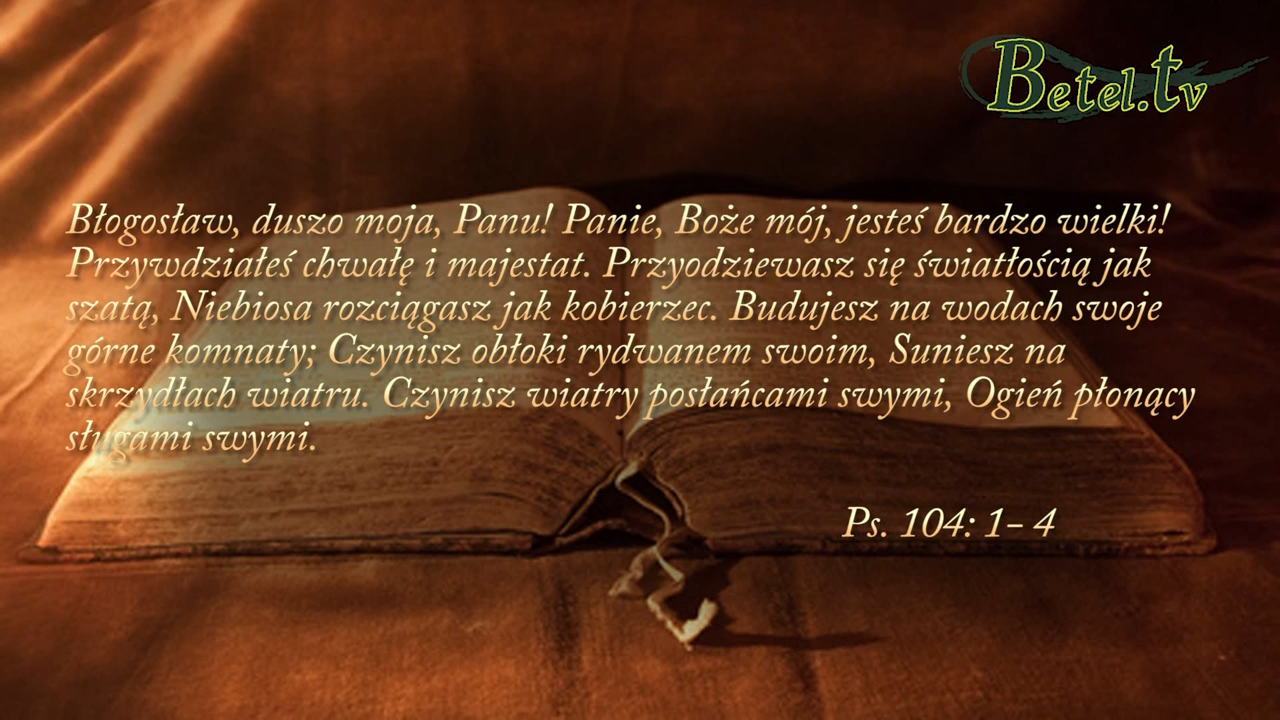 Betel.tv
Błogosław, duszo moja, Panu! Panie, Boże mój, jesteś bardzo wielki!
Przywdziałeś chwałę i majestat. Przyodziewasz się światłością jak
szatą, Niebiosa rozciągasz jak kobierzec. Budujesz na wodach swoje
górne komnaty; Czynisz obłoki rydwanem swoim, Suniesz na
skrzydłach wiatru. Czynisz wiatry posłańcami swymi, Ogień płonący
sługami swymi.
Ps. 104: 1– 4